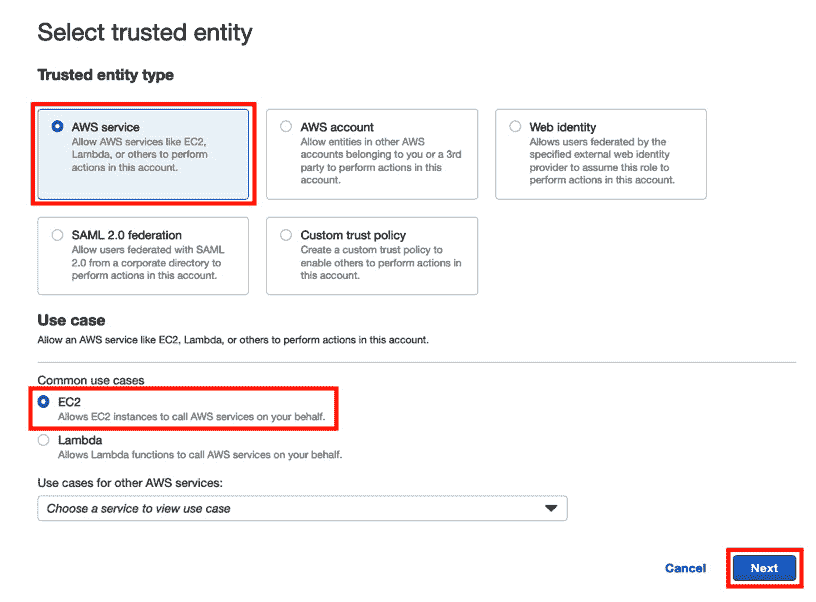 Select trusted entity
Trusted entity type
AWS service
Allow AWS services like EC2,
Lambda, or others to perform
actions in this account.
AWS account
Allow entities in other AWS
accounts belonging to you or a 3rd
party to perform actions in this
account.
Web identity
Allows users federated by the
specified external web identity
provider to assume this role to
perform actions in this account.
SAML 2.0 federation
Allow users federated with SAML
2.0 from a corporate directory to
perform actions in this account.
Custom trust policy
Create a custom trust policy to
enable others to perform actions in
this account.
Use case
Allow an AWS service like EC2, Lambda, or others to perform actions in this account.
Common use cases
EC2
Allows EC2 instances to call AWS services on your behalf.
Lambda
Allows Lambda functions to call AWS services on your behalf.
Use cases for other AWS services:
Choose a service to view use case
Cancel
Next